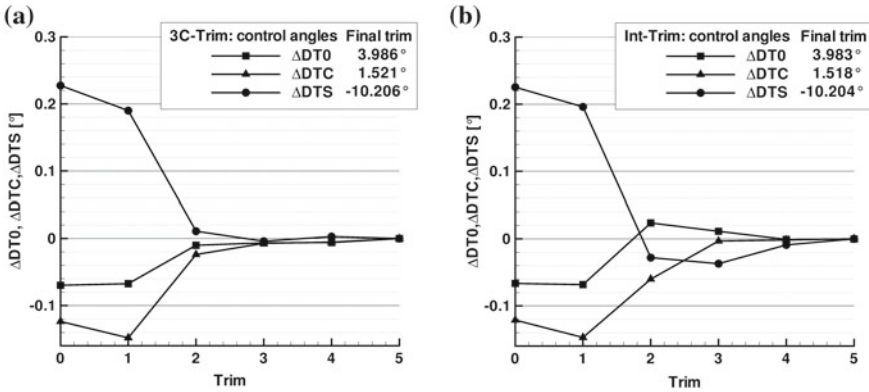 (a)
3C-Trim: control angles Final trim
ΔDT0 3.986°
ΔDTC 1.521°
ΔDTS -10.206°
0.3
0.2
0.1
0
-0.1
ΔDT0, ΔDTC,ΔDTS [°]
0 1 2 3 4 5
Trim
(b)
Int-Trim: control angles Final trim
ΔDT0 3.983°
ΔDTC 1.518°
ΔDTS -10.204°
0.3
0.2
0.1
0
-0.1
ΔDT0,ΔDTC,ΔDTS [°]
0 1 2 3 4 5
Trim